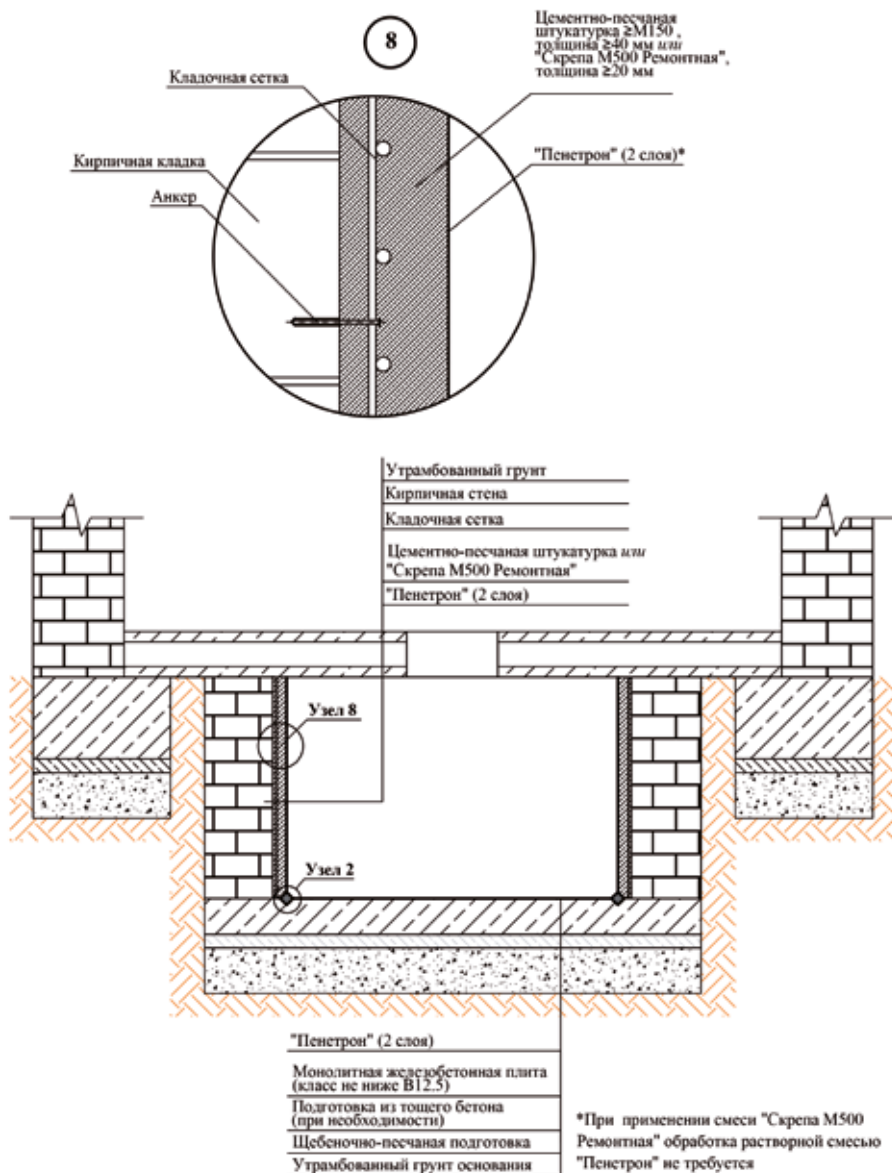 8
Цементно-песчаная
штукатурка ≥М150 ,
толщина ≥40 мм или
"Скрепа М500 Ремонтная",
толщина ≥20 мм
Кладочная сетка
Кирпичная кладка
"Пенетрон" (2 слоя)*
Анкер
Утрамбованный грунт
Кирпичная стена
Кладочная сетка
Цементно-песчаная штукатурка или
"Скрепа М500 Ремонтная"
"Пенетрон" (2 слоя)
Узел 8
Узел 2
"Пенетрон" (2 слоя)
Монолитная железобетонная плита
(класс не ниже В12.5)
Подготовка из тощего бетона
(при необходимости)
Щебеночно-песчаная подготовка
Утрамбованный грунт основания
*При применении смеси "Скрепа М500
Ремонтная" обработка растворной смесью
"Пенетрон" не требуется